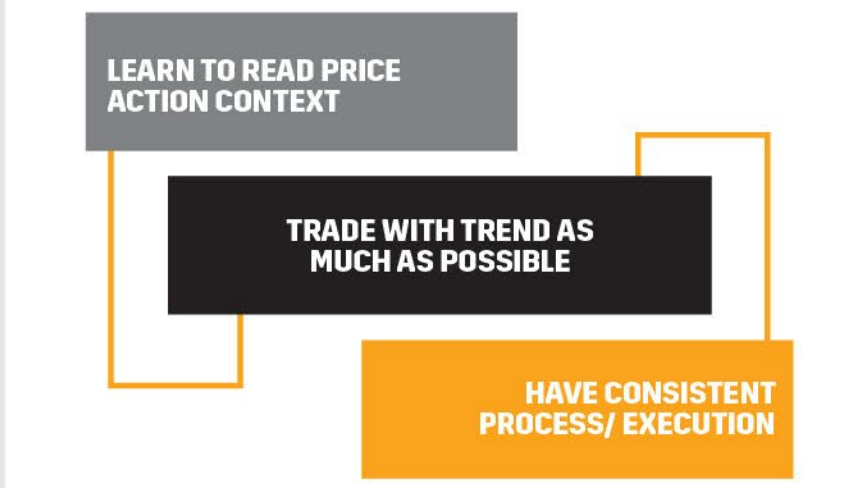 LEARN TO READ PRICE
ACTION CONTEXT
TRADE WITH TREND AS
MUCH AS POSSIBLE
HAVE CONSISTENT
PROCESS/ EXECUTION